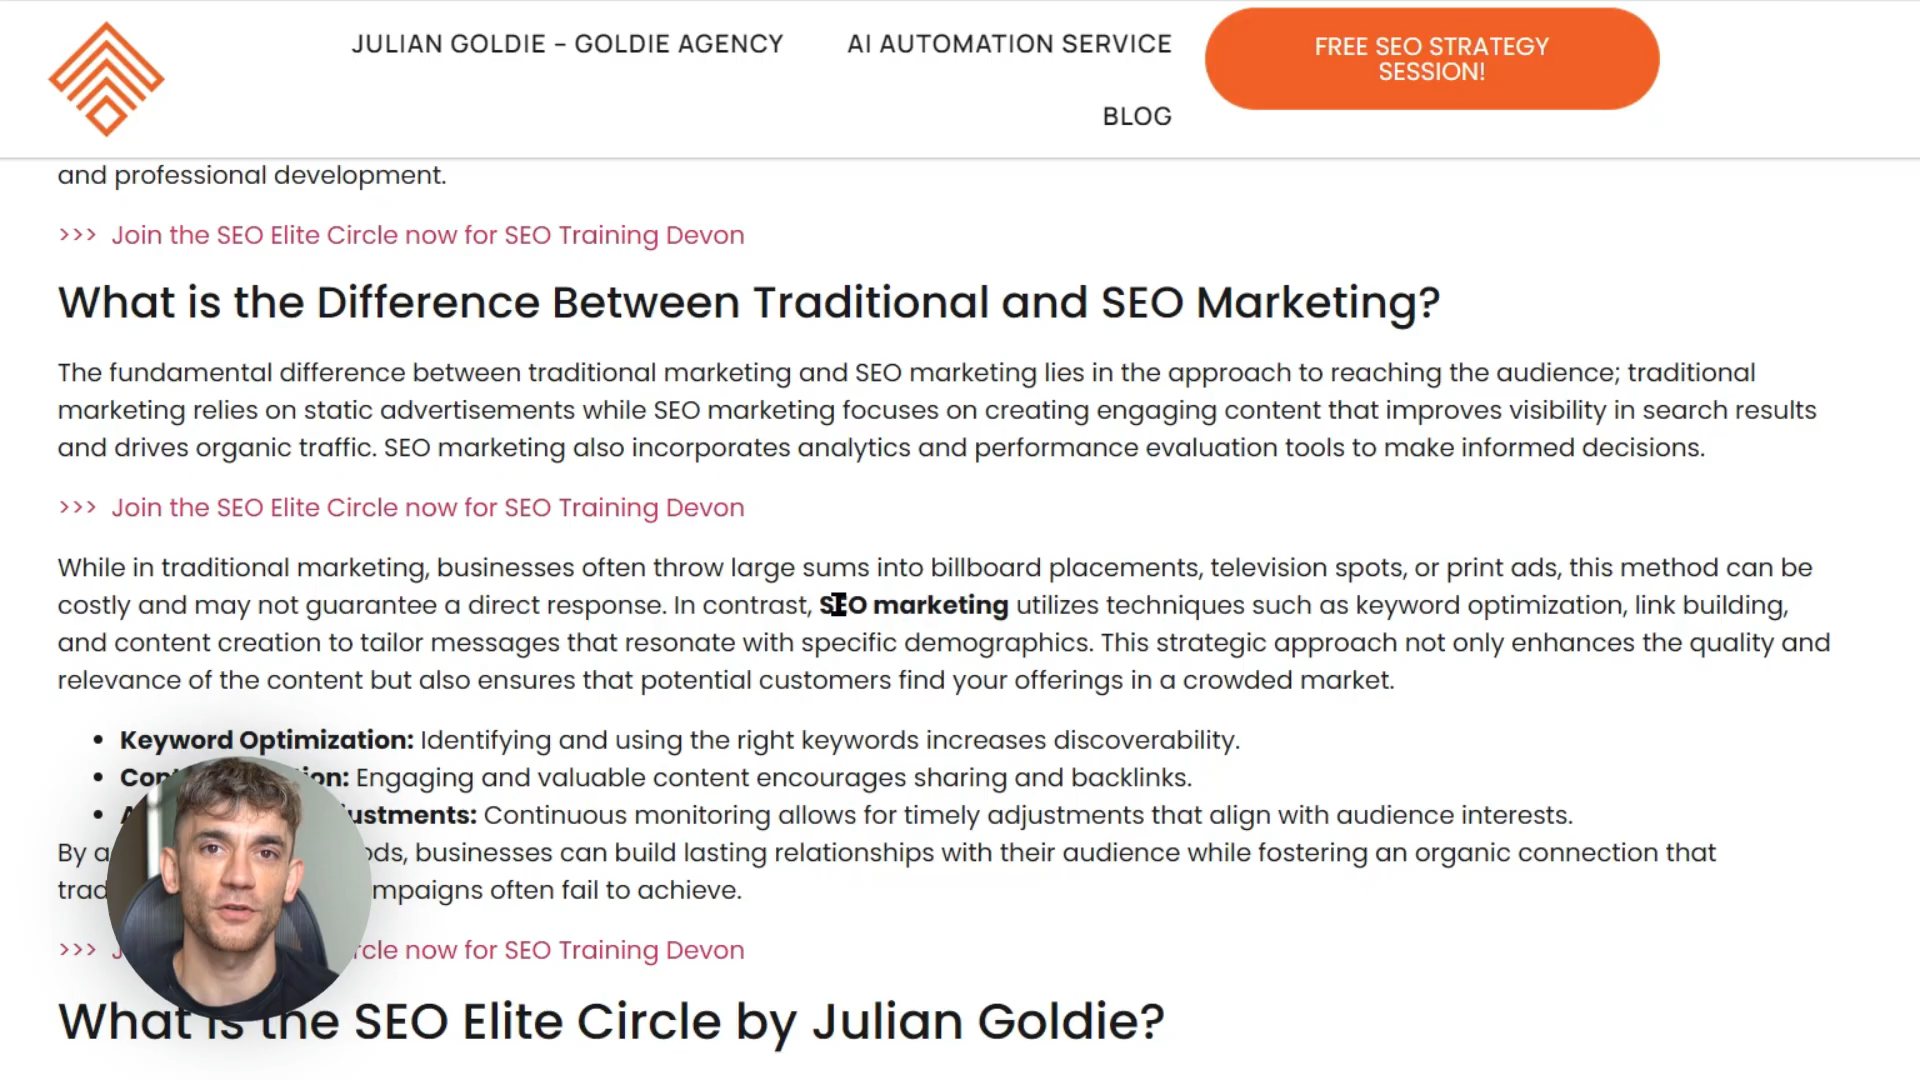 JULIAN GOLDIE – GOLDIE AGENCY
AI AUTOMATION SERVICE
BLOG
FREE SEO STRATEGY
SESSION!
and professional development.
>>> Join the SEO Elite Circle now for SEO Training Devon
What is the Difference Between Traditional and SEO Marketing?
The fundamental difference between traditional marketing and SEO marketing lies in the approach to reaching the audience; traditional
marketing relies on static advertisements while SEO marketing focuses on creating engaging content that improves visibility in search results
and drives organic traffic. SEO marketing also incorporates analytics and performance evaluation tools to make informed decisions.
>>> Join the SEO Elite Circle now for SEO Training Devon
While in traditional marketing, businesses often throw large sums into billboard placements, television spots, or print ads, this method can be
costly and may not guarantee a direct response. In contrast, SEO marketing utilizes techniques such as keyword optimization, link building,
and content creation to tailor messages that resonate with specific demographics. This strategic approach not only enhances the quality and
relevance of the content but also ensures that potential customers find your offerings in a crowded market.
• Keyword Optimization: Identifying and using the right keywords increases discoverability.
• Engaging and valuable content encourages sharing and backlinks.
• Continuous monitoring allows for timely adjustments that align with audience interests.
By businesses can build lasting relationships with their audience while fostering an organic connection that
often fail to achieve.
>>> now for SEO Training Devon
What is the SEO Elite Circle by Julian Goldie?